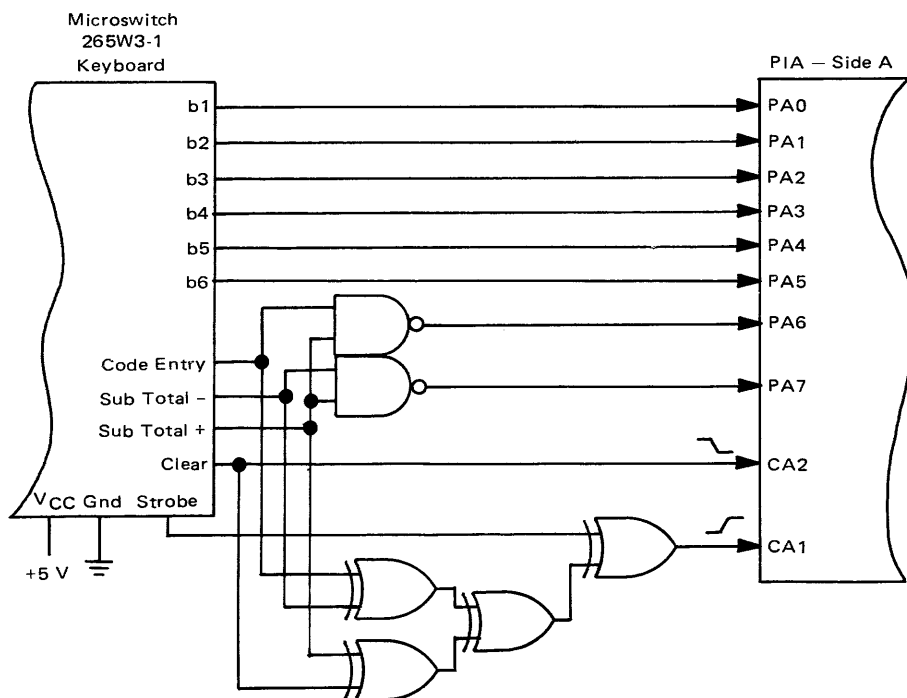 Microswitch
265W3-1
Keyboard
PIA – Side A
b1
PA0
b2
PA1
b3
PA2
b4
PA3
b5
PA4
b6
PA5
PA6
Code Entry
Sub Total –
PA7
Sub Total +
Clear
CA2
VCC Gnd Strobe
CA1
+5 V